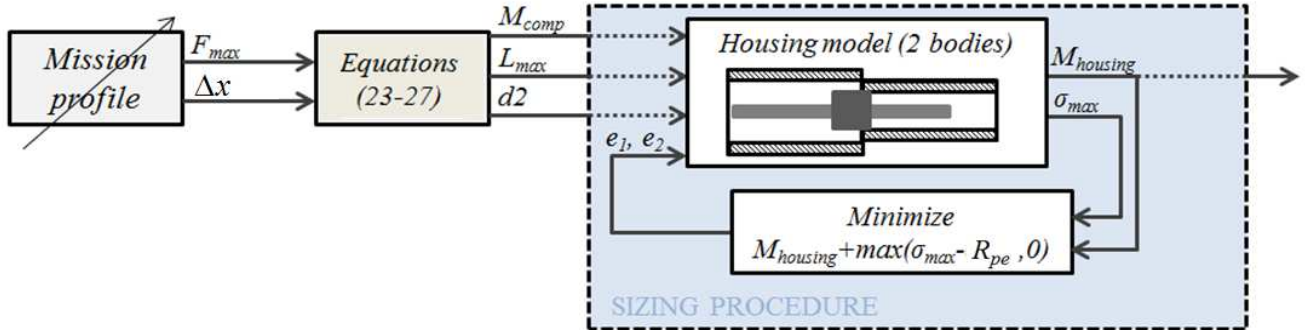 Mission
profile
F_max
Δx
Equations
(23-27)
M_comp
L_max
d2
e_1, e_2
Housing model (2 bodies)
M_housing
σ_max
Minimize
M_housing+max(σ_max- R_pe ,0)
SIZING PROCEDURE